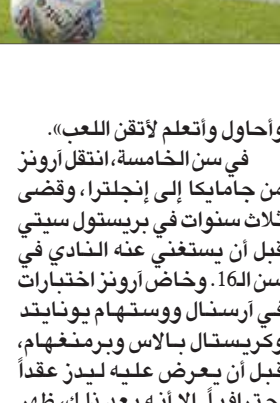 وأحاول وأتعلم لأتقن اللعب».
في سن الخامسة، انتقل آرونز
من جامايكا إلى إنجلترا، وقضى
ثلاث سنوات في بريستول سيتي
قبل أن يستغني عنه النادي في
سن الـ16. وخاض آرونز اختبارات
في آرسنال ووستهام يونايتد
وكريستال بالاس وبرمنغهام،
قبل أن يعرض عليه ليدز عقداً